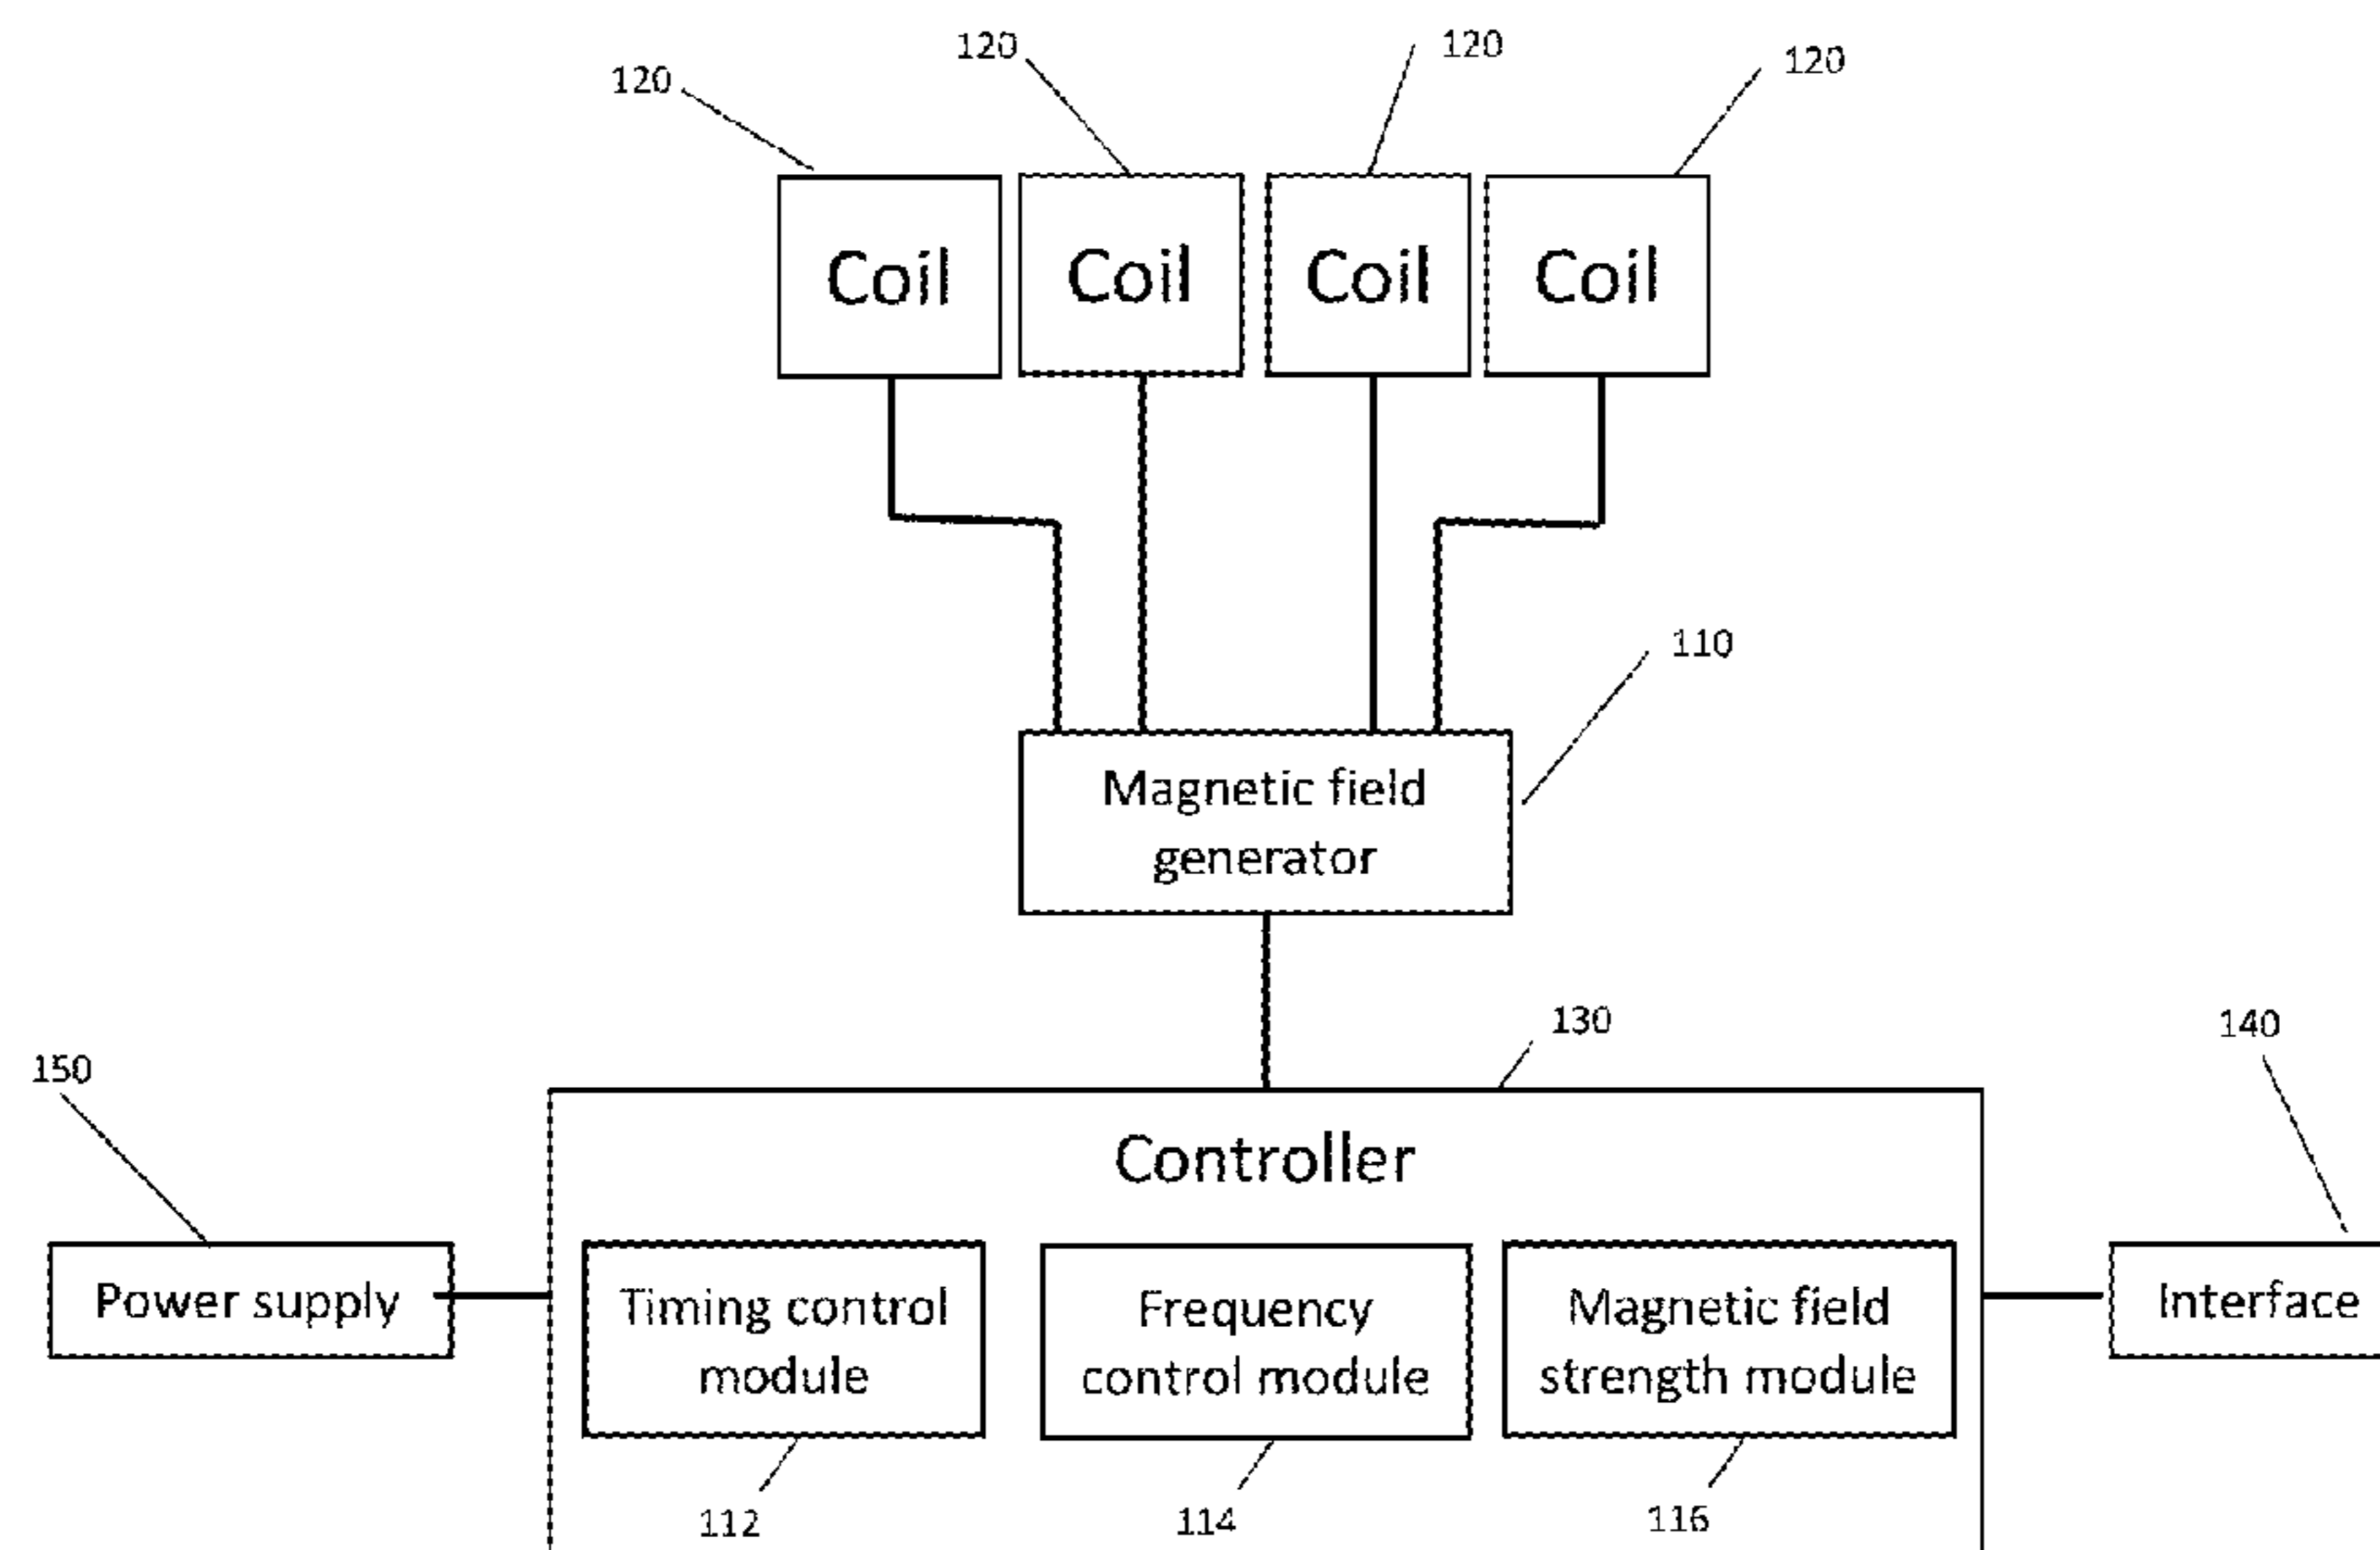 120
120
120
120
Coil
Coil
Coil
Coil
110
Magnetic field
generator
130
140
150
Controller
Power supply
Timing control
module
Frequency
control module
Magnetic field
strength module
Interface
112
114
116